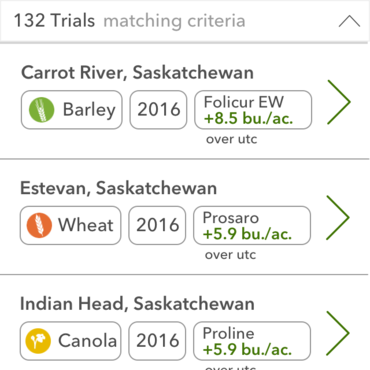 132 Trials matching criteria
Carrot River, Saskatchewan
Barley 2016 Folicur EW
+8.5 bu./ac.
over utc
Estevan, Saskatchewan
Wheat 2016 Prosaro
+5.9 bu./ac.
over utc
Indian Head, Saskatchewan
Canola 2016 Proline
+5.9 bu./ac.
over utc